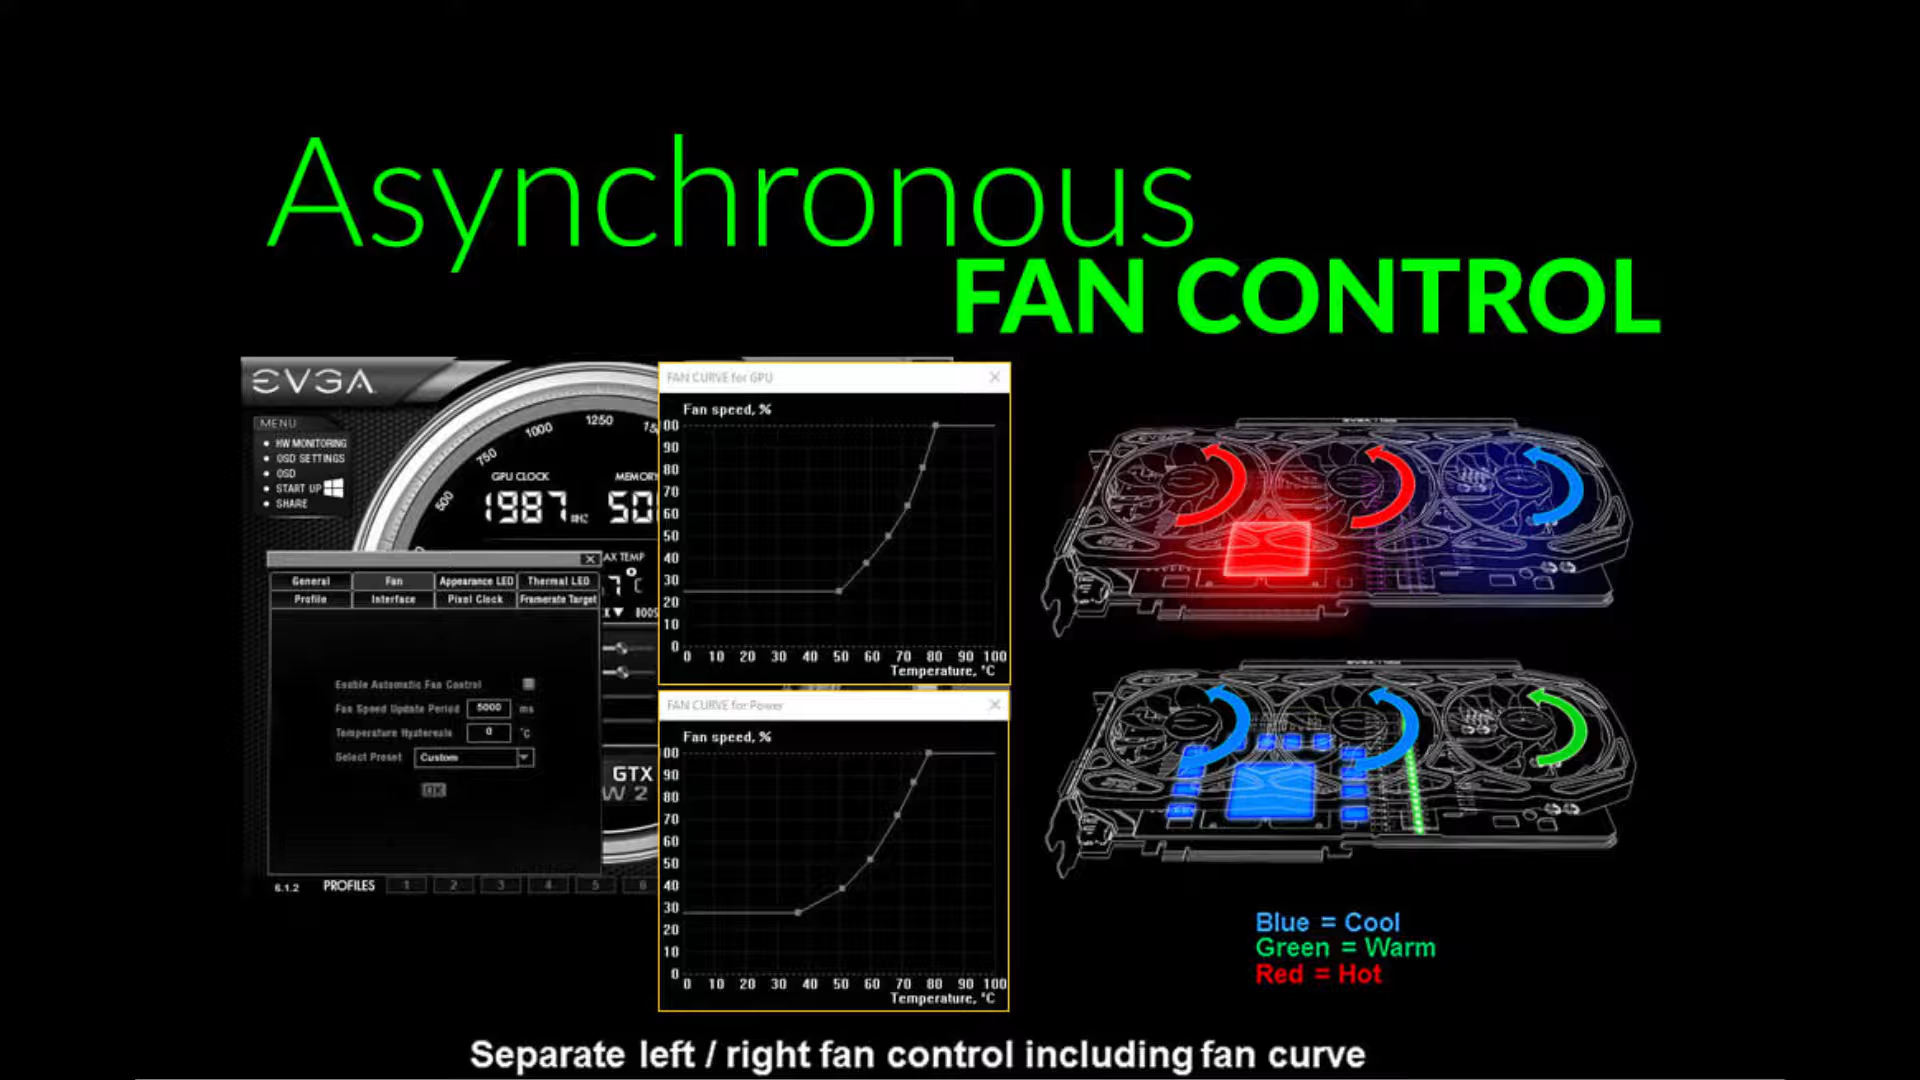 Asynchronous
FAN CONTROL
EVGA
MENU
HW MONITORING
OSD SETTINGS
OSD
START UP
SHARE
500
750
1000
1250
GPU CLOCK
MEMORY
1987 MHZ
General
Fan
Appearance LED
Thermal LED
Profile
Interface
Pixel Clock
Framerate Target
Enable Automatic Fan Control
Fan Speed Update Period 5000 ms
Temperature Hysteresis 0 °C
Select Preset Custom
OK
GTX
W 2
6.1.2 PROFILES 1 2 3 4 5 6
FAN CURVE for GPU
Fan speed, %
00
90
80
70
60
50
40
30
20
10
0
0 10 20 30 40 50 60 70 80 90 100
Temperature, °C
FAN CURVE for Power
Fan speed, %
00
90
80
70
60
50
40
30
20
10
0
0 10 20 30 40 50 60 70 80 90 100
Temperature, °C
Blue = Cool
Green = Warm
Red = Hot
Separate left / right fan control including fan curve